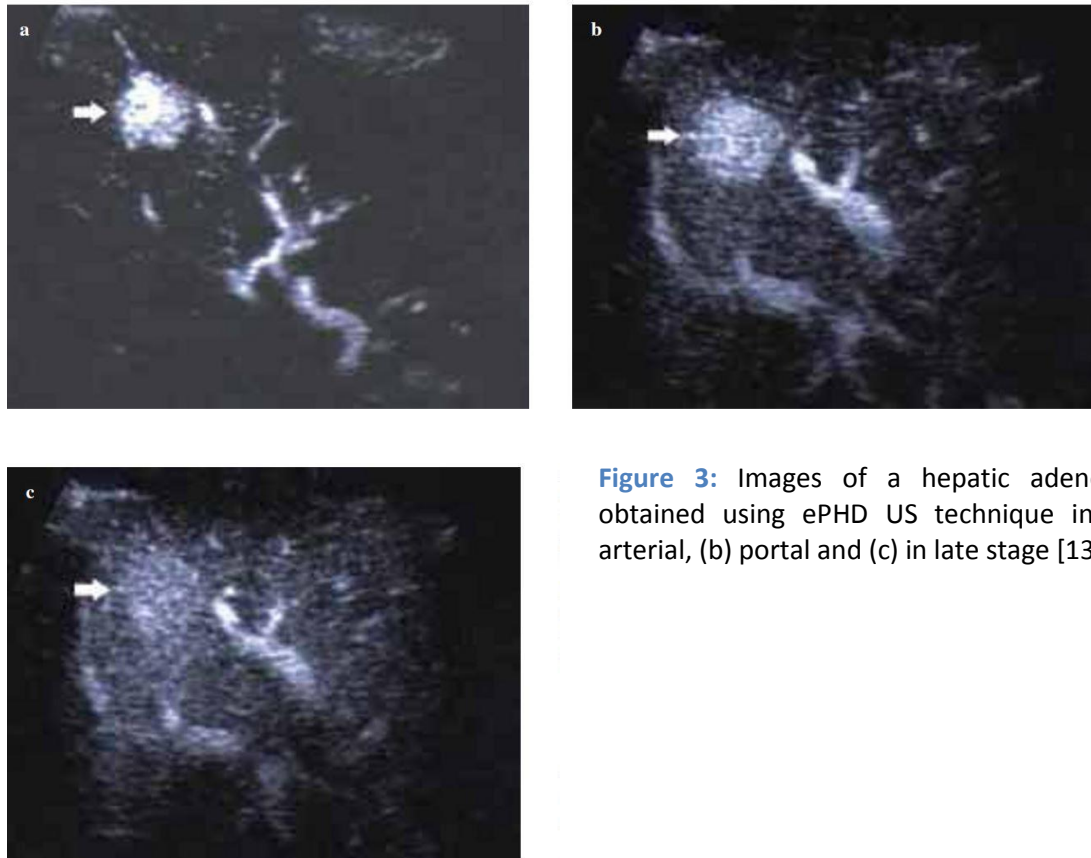 a
b
c
Figure 3: Images of a hepatic aden
obtained using ePHD US technique in
arterial, (b) portal and (c) in late stage [13